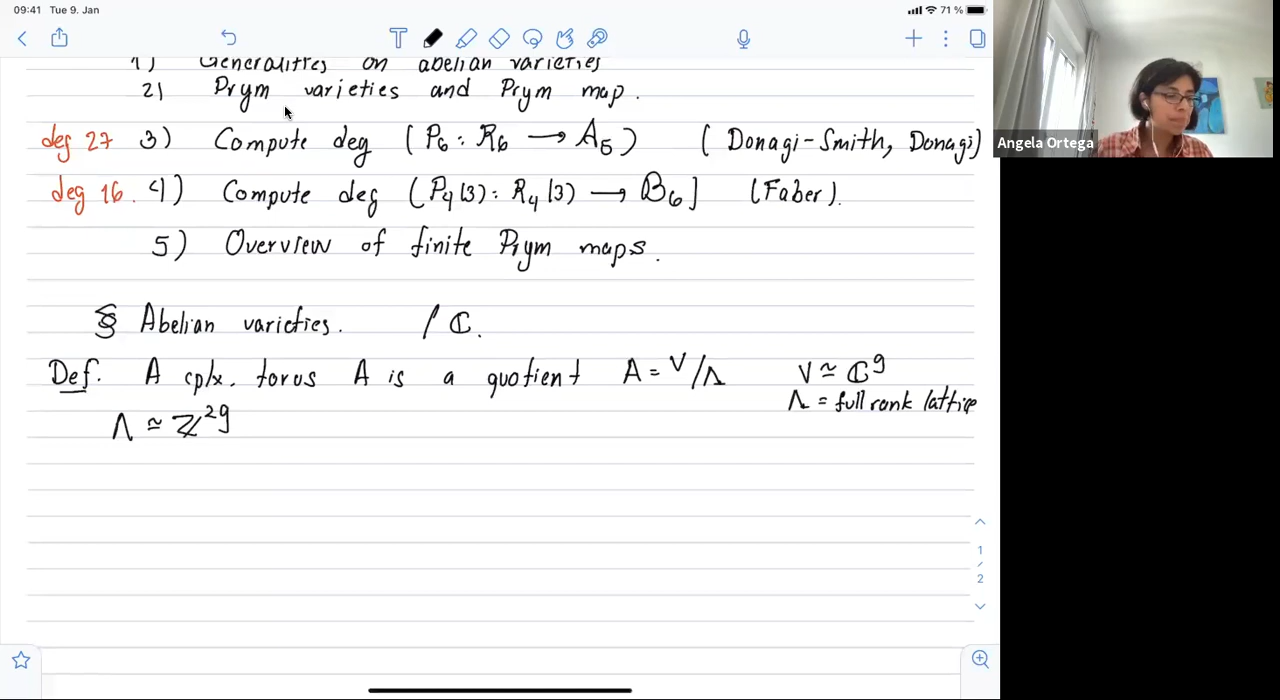 09:41 Tue 9. Jan
71 %
1) Generalities on abelian varieties
2) Prym varieties and Prym map.
deg 27 3) Compute deg (P₆ : R₆ → A₅) (Donagi-Smith, Donagi)
deg 16. 4) Compute deg (P₄(3) : R₄(3) → B₆] (Faber).
5) Overview of finite Prym maps.
§ Abelian varieties. / ℂ.
Def. A cplx. torus A is a quotient A = V/Λ V ≃ ℂᵍ
Λ = full rank lattice
Λ ≃ ℤ²ᵍ
1
/
2
Angela Ortega